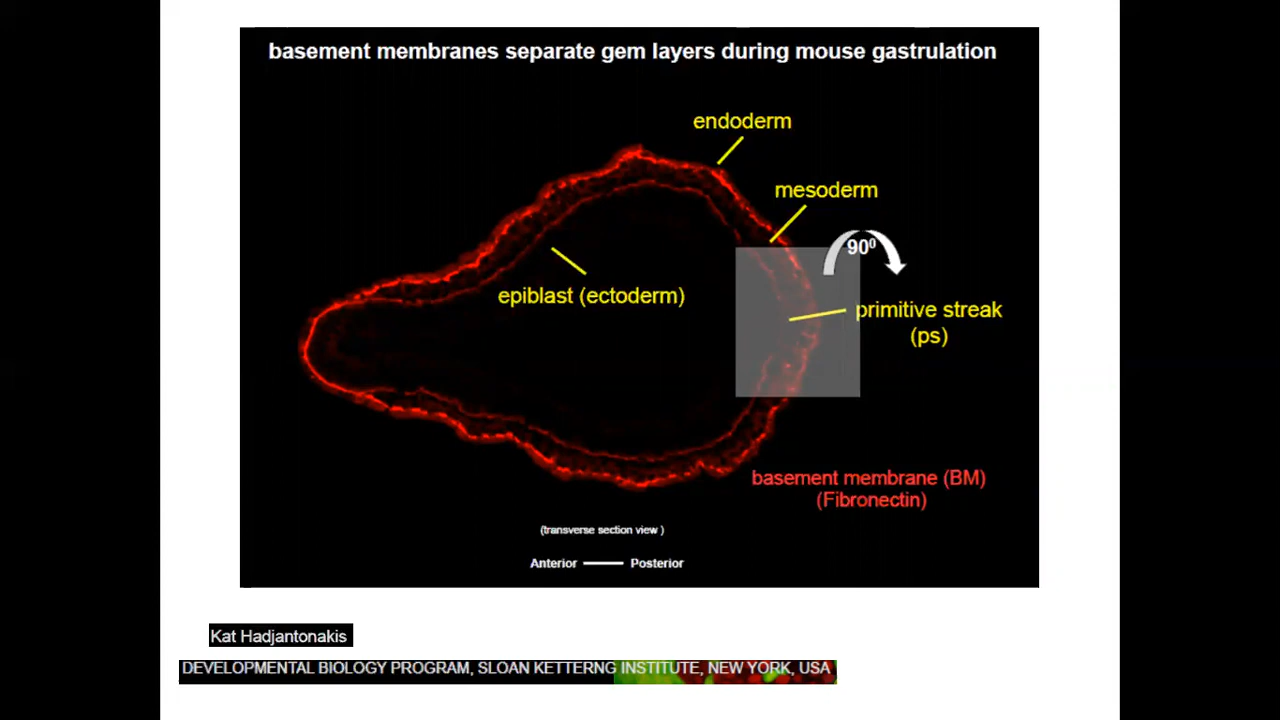 basement membranes separate gem layers during mouse gastrulation
endoderm
mesoderm
90⁰
epiblast (ectoderm)
primitive streak
(ps)
basement membrane (BM)
(Fibronectin)
(transverse section view )
Anterior Posterior
Kat Hadjantonakis
DEVELOPMENTAL BIOLOGY PROGRAM, SLOAN KETTERNG INSTITUTE, NEW YORK, USA